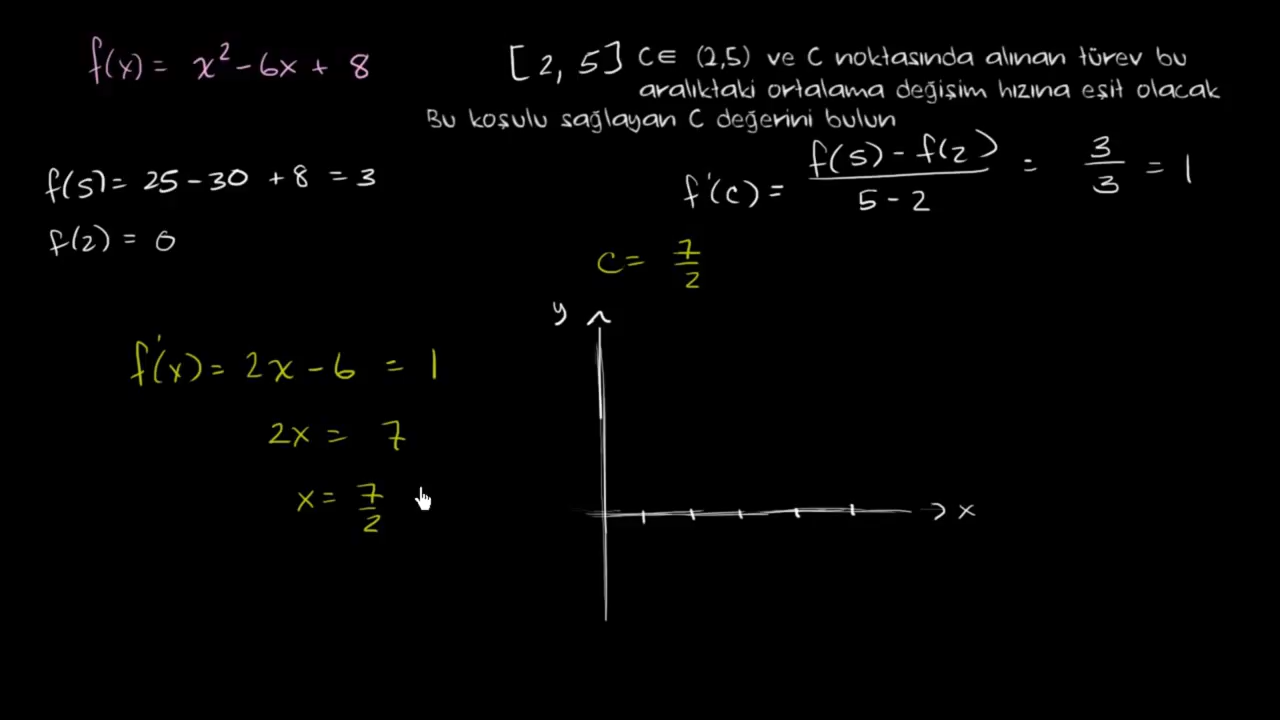 f(x) = x² - 6x + 8
[2, 5] C ∈ (2,5) ve C noktasında alınan türev bu
aralıktaki ortalama değişim hızına eşit olacak
Bu koşulu sağlayan C değerini bulun
f'(c) = (f(5) - f(2))/(5 - 2) = 3/3 = 1
f(5) = 25 - 30 + 8 = 3
f(2) = 0
c = 7/2
f'(x) = 2x - 6 = 1
2x = 7
x = 7/2
y
x